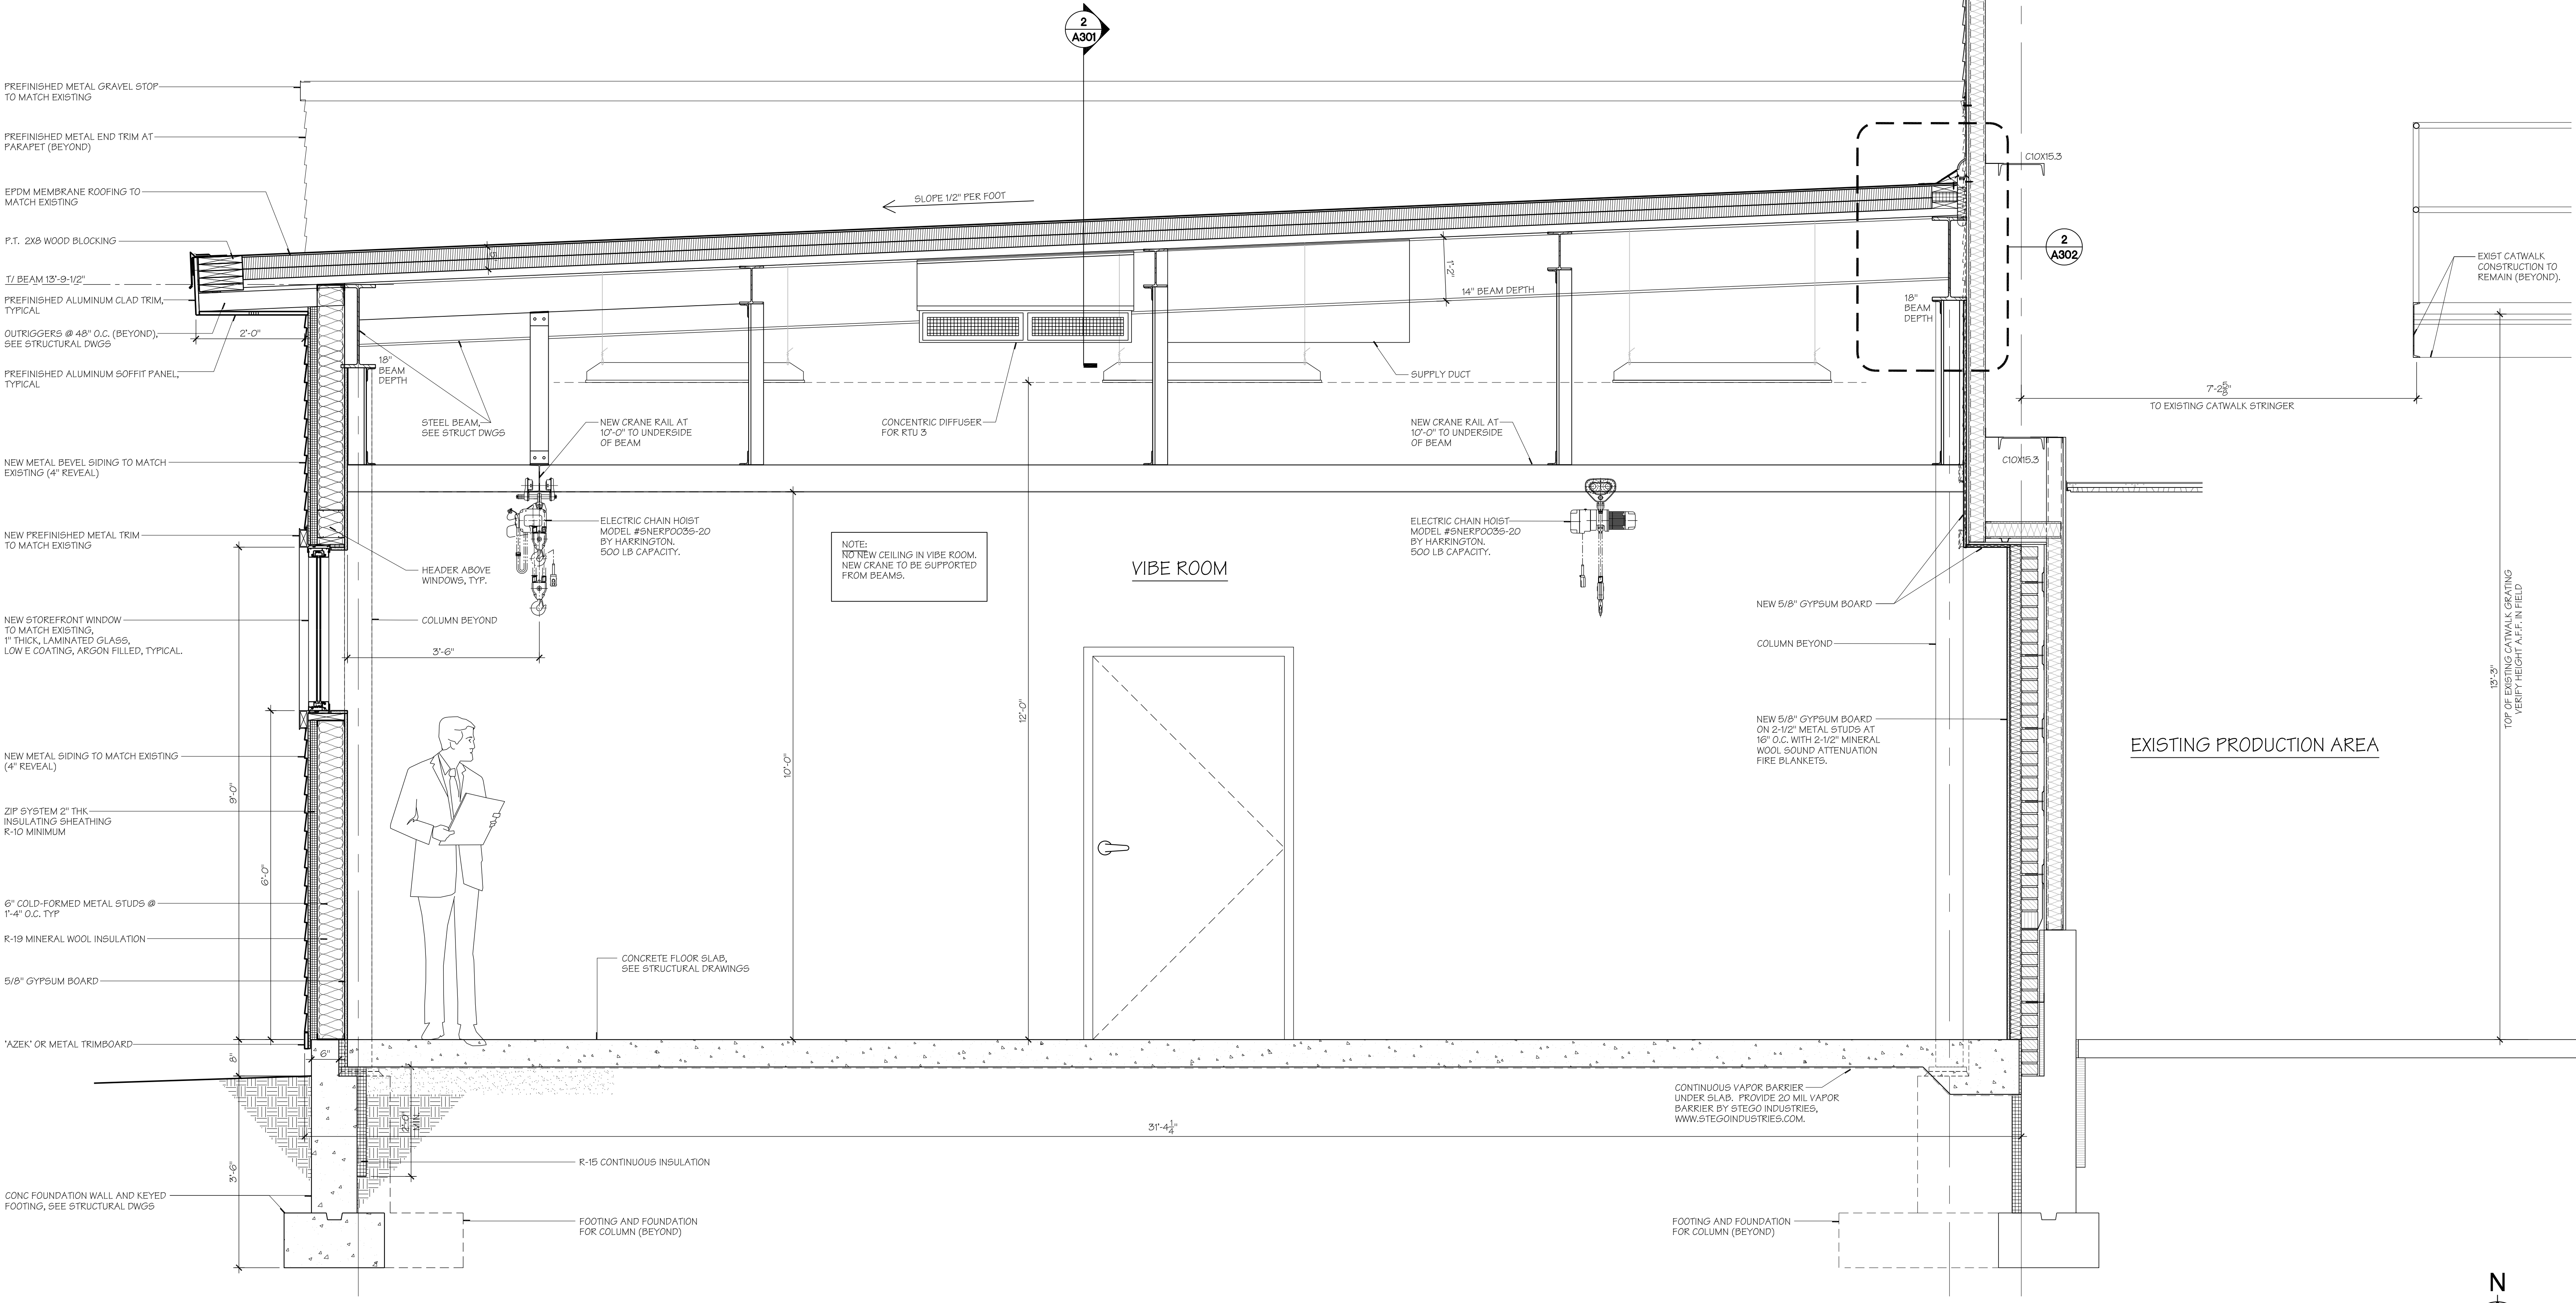 2
A301
PREFINISHED METAL GRAVEL STOP
TO MATCH EXISTING
PREFINISHED METAL END TRIM AT
PARAPET (BEYOND)
EPDM MEMBRANE ROOFING TO
MATCH EXISTING
P.T. 2X8 WOOD BLOCKING
T/ BEAM 13'-9-1/2"
PREFINISHED ALUMINUM CLAD TRIM,
TYPICAL
OUTRIGGERS @ 48" O.C. (BEYOND),
SEE STRUCTURAL DWGS
PREFINISHED ALUMINUM SOFFIT PANEL,
TYPICAL
NEW METAL BEVEL SIDING TO MATCH
EXISTING (4" REVEAL)
NEW PREFINISHED METAL TRIM
TO MATCH EXISTING
NEW STOREFRONT WINDOW
TO MATCH EXISTING,
1" THICK, LAMINATED GLASS,
LOW E COATING, ARGON FILLED, TYPICAL.
NEW METAL SIDING TO MATCH EXISTING
(4" REVEAL)
ZIP SYSTEM 2" THK
INSULATING SHEATHING
R-10 MINIMUM
6" COLD-FORMED METAL STUDS @
1'-4" O.C. TYP
R-19 MINERAL WOOL INSULATION
5/8" GYPSUM BOARD
'AZEK' OR METAL TRIMBOARD
CONC FOUNDATION WALL AND KEYED
FOOTING, SEE STRUCTURAL DWGS
2'-0"
9'-0"
6'-0"
8"
6"
3'-6"
2'-0"
MIN.
SLOPE 1/2" PER FOOT
5"
18"
BEAM
DEPTH
STEEL BEAM,
SEE STRUCT DWGS
NEW CRANE RAIL AT
10'-0" TO UNDERSIDE
OF BEAM
CONCENTRIC DIFFUSER
FOR RTU 3
1'-2"
14" BEAM DEPTH
SUPPLY DUCT
NEW CRANE RAIL AT
10'-0" TO UNDERSIDE
OF BEAM
18"
BEAM
DEPTH
ELECTRIC CHAIN HOIST
MODEL #SNERP003S-20
BY HARRINGTON.
500 LB CAPACITY.
HEADER ABOVE
WINDOWS, TYP.
COLUMN BEYOND
3'-6"
NOTE:
NO NEW CEILING IN VIBE ROOM.
NEW CRANE TO BE SUPPORTED
FROM BEAMS.
VIBE ROOM
ELECTRIC CHAIN HOIST
MODEL #SNERP003S-20
BY HARRINGTON.
500 LB CAPACITY.
10'-0"
12'-0"
NEW 5/8" GYPSUM BOARD
COLUMN BEYOND
NEW 5/8" GYPSUM BOARD
ON 2-1/2" METAL STUDS AT
16" O.C. WITH 2-1/2" MINERAL
WOOL SOUND ATTENUATION
FIRE BLANKETS.
CONCRETE FLOOR SLAB,
SEE STRUCTURAL DRAWINGS
CONTINUOUS VAPOR BARRIER
UNDER SLAB. PROVIDE 20 MIL VAPOR
BARRIER BY STEGO INDUSTRIES,
WWW.STEGOINDUSTRIES.COM.
31'-4 1/4"
R-15 CONTINUOUS INSULATION
FOOTING AND FOUNDATION
FOR COLUMN (BEYOND)
FOOTING AND FOUNDATION
FOR COLUMN (BEYOND)
C10X15.3
2
A302
EXIST CATWALK
CONSTRUCTION TO
REMAIN (BEYOND).
7'-2 5/8"
TO EXISTING CATWALK STRINGER
C10X15.3
EXISTING PRODUCTION AREA
13'-3"
TOP OF EXISTING CATWALK GRATING
VERIFY HEIGHT A.F.F. IN FIELD
N